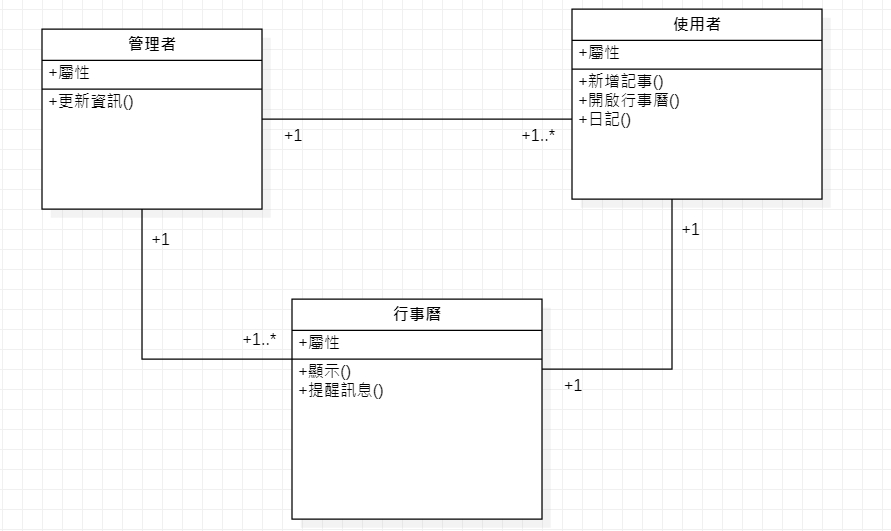 管理者
+屬性
+更新資訊()
使用者
+屬性
+新增記事()
+開啟行事曆()
+日記()
+1
+1..*
+1
+1
+1..*
行事曆
+屬性
+顯示()
+提醒訊息()
+1